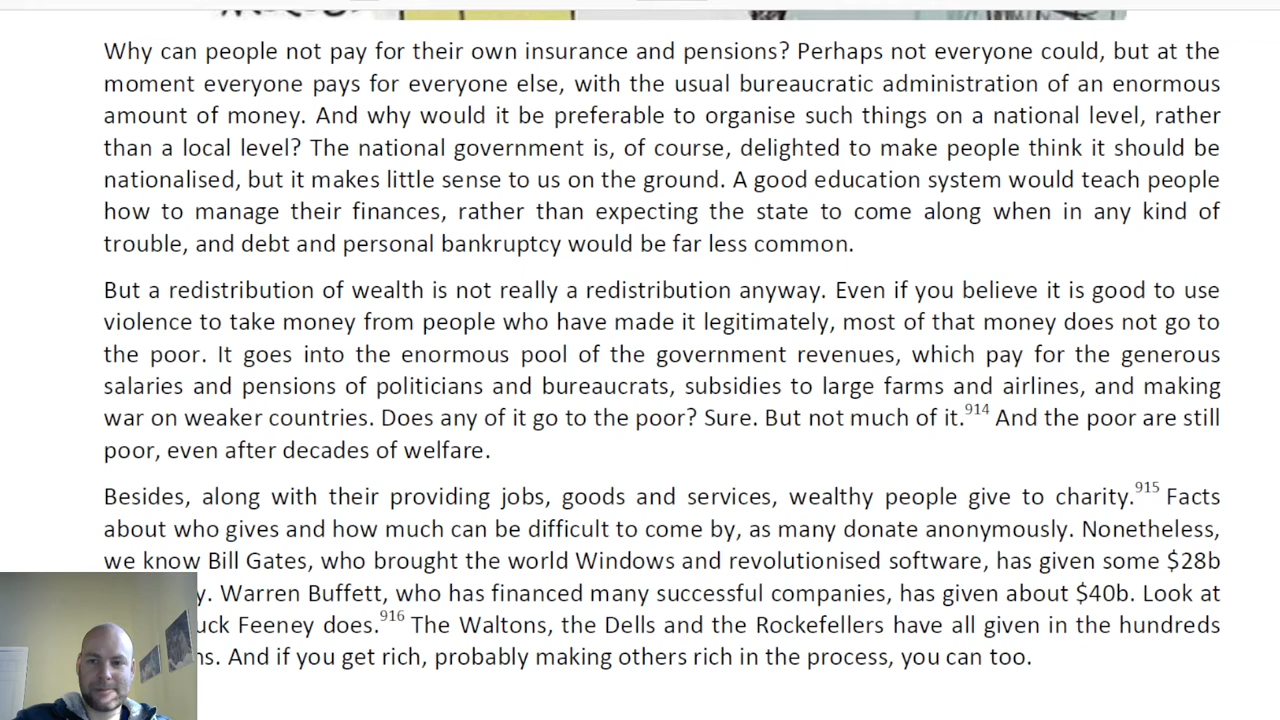 Why can people not pay for their own insurance and pensions? Perhaps not everyone could, but at the
moment everyone pays for everyone else, with the usual bureaucratic administration of an enormous
amount of money. And why would it be preferable to organise such things on a national level, rather
than a local level? The national government is, of course, delighted to make people think it should be
nationalised, but it makes little sense to us on the ground. A good education system would teach people
how to manage their finances, rather than expecting the state to come along when in any kind of
trouble, and debt and personal bankruptcy would be far less common.
But a redistribution of wealth is not really a redistribution anyway. Even if you believe it is good to use
violence to take money from people who have made it legitimately, most of that money does not go to
the poor. It goes into the enormous pool of the government revenues, which pay for the generous
salaries and pensions of politicians and bureaucrats, subsidies to large farms and airlines, and making
war on weaker countries. Does any of it go to the poor? Sure. But not much of it.914 And the poor are still
poor, even after decades of welfare.
Besides, along with their providing jobs, goods and services, wealthy people give to charity.915 Facts
about who gives and how much can be difficult to come by, as many donate anonymously. Nonetheless,
we know Bill Gates, who brought the world Windows and revolutionised software, has given some $28b
y. Warren Buffett, who has financed many successful companies, has given about $40b. Look at
uck Feeney does.916 The Waltons, the Dells and the Rockefellers have all given in the hundreds
ns. And if you get rich, probably making others rich in the process, you can too.